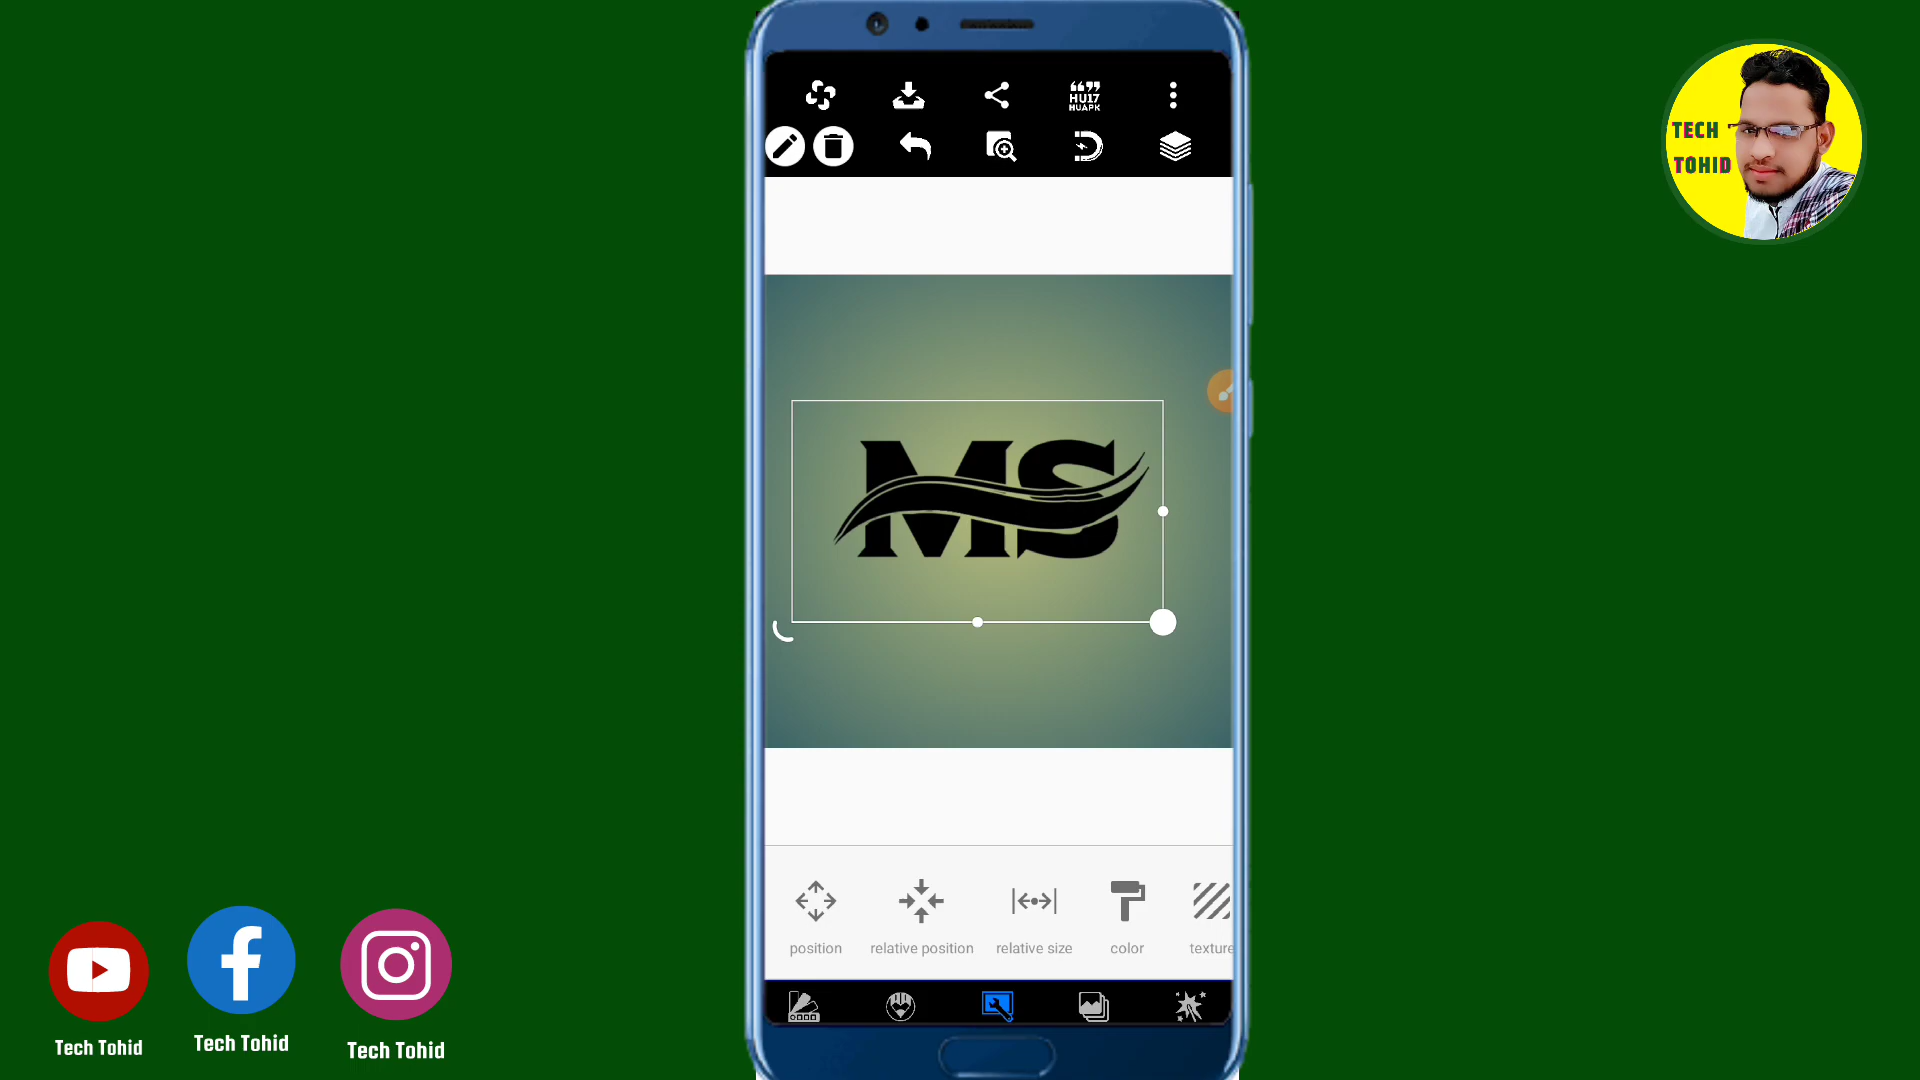 HU17
HUAPK
TECH
TOHID
MS
position
relative position
relative size
color
texture
Tech Tohid
Tech Tohid
Tech Tohid